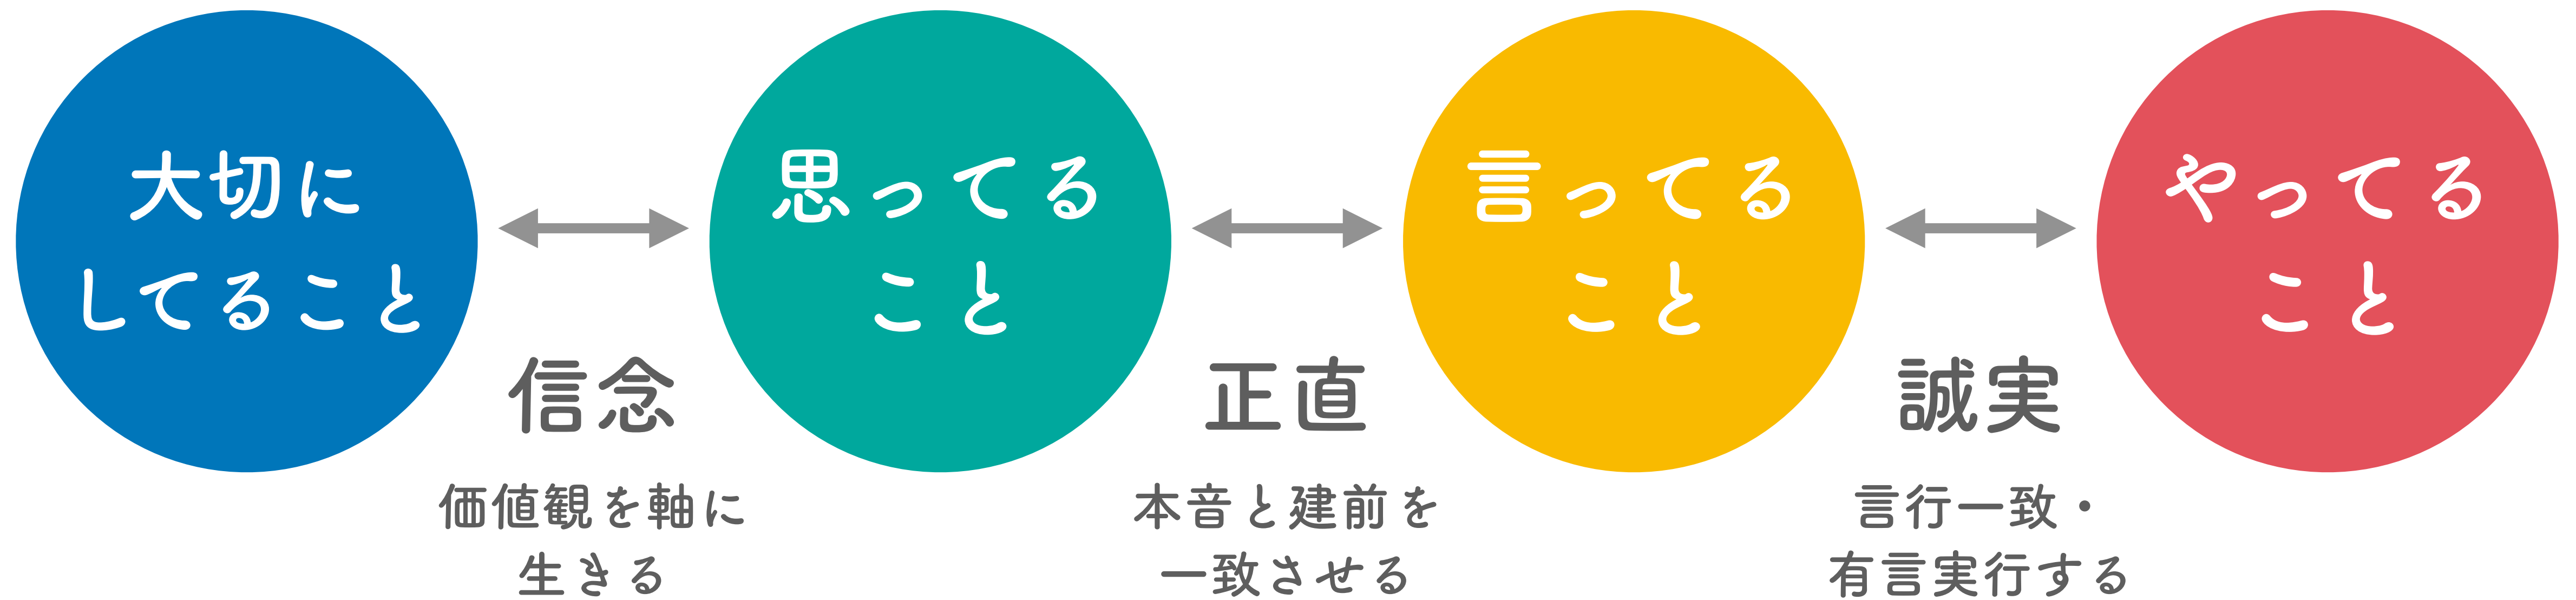 大切に
してること
思ってる
こと
言ってる
こと
やってる
こと
信念
価値観を軸に
生きる
正直
本音と建前を
一致させる
誠実
言行一致・
有言実行する